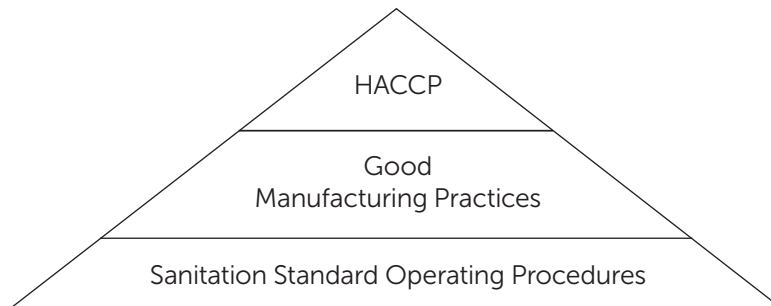 HACCP
Good
Manufacturing Practices
Sanitation Standard Operating Procedures